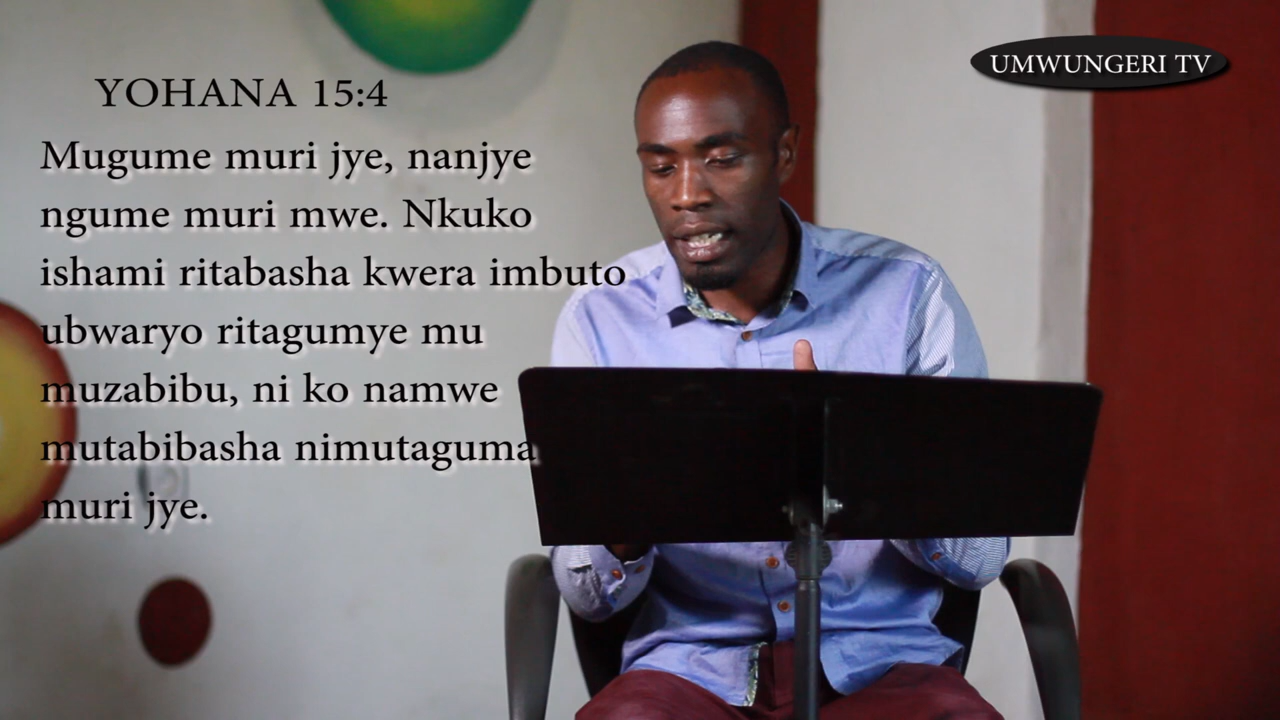 YOHANA 15:4
UMWUNGERI TV
Mugume muri jye, nanjye
ngume muri mwe. Nkuko
ishami ritabasha kwera imbuto
ubwaryo ritagumye mu
muzabibu, ni ko namwe
mutabibasha nimutaguma
muri jye.